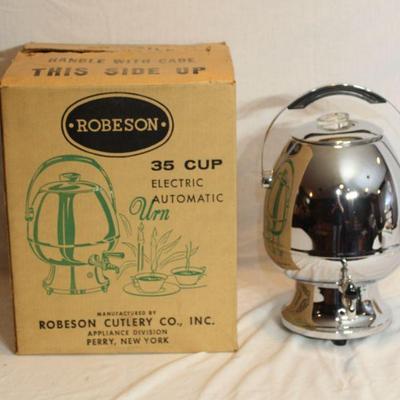 HANDLE WITH CARE
THIS SIDE UP
• ROBESON •
35 CUP
ELECTRIC
AUTOMATIC
Urn
MANUFACTURED BY
ROBESON CUTLERY CO., INC.
APPLIANCE DIVISION
PERRY, NEW YORK